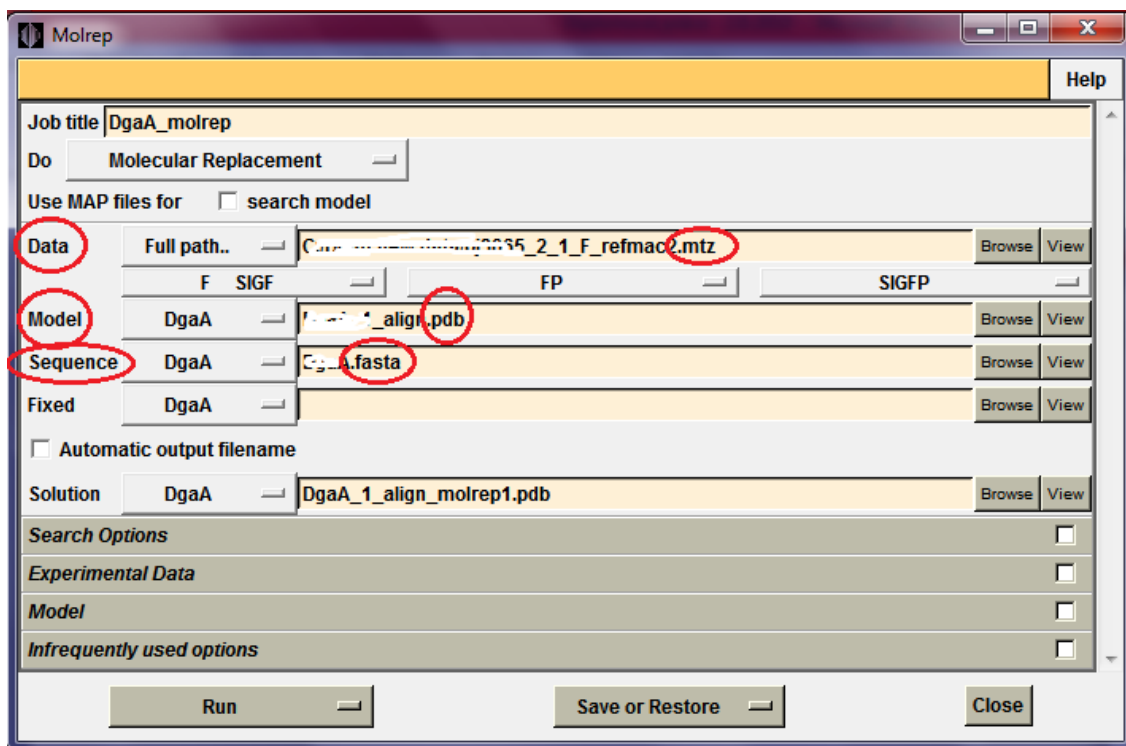 Molrep
Help
Job title DgaA_molrep
Do Molecular Replacement
Use MAP files for search model
Data Full path.. _2_1_F_refmac2.mtz Browse View
F SIGF FP SIGFP
Model DgaA _align.pdb Browse View
Sequence DgaA .fasta Browse View
Fixed DgaA Browse View
Automatic output filename
Solution DgaA DgaA_1_align_molrep1.pdb Browse View
Search Options
Experimental Data
Model
Infrequently used options
Run Save or Restore Close